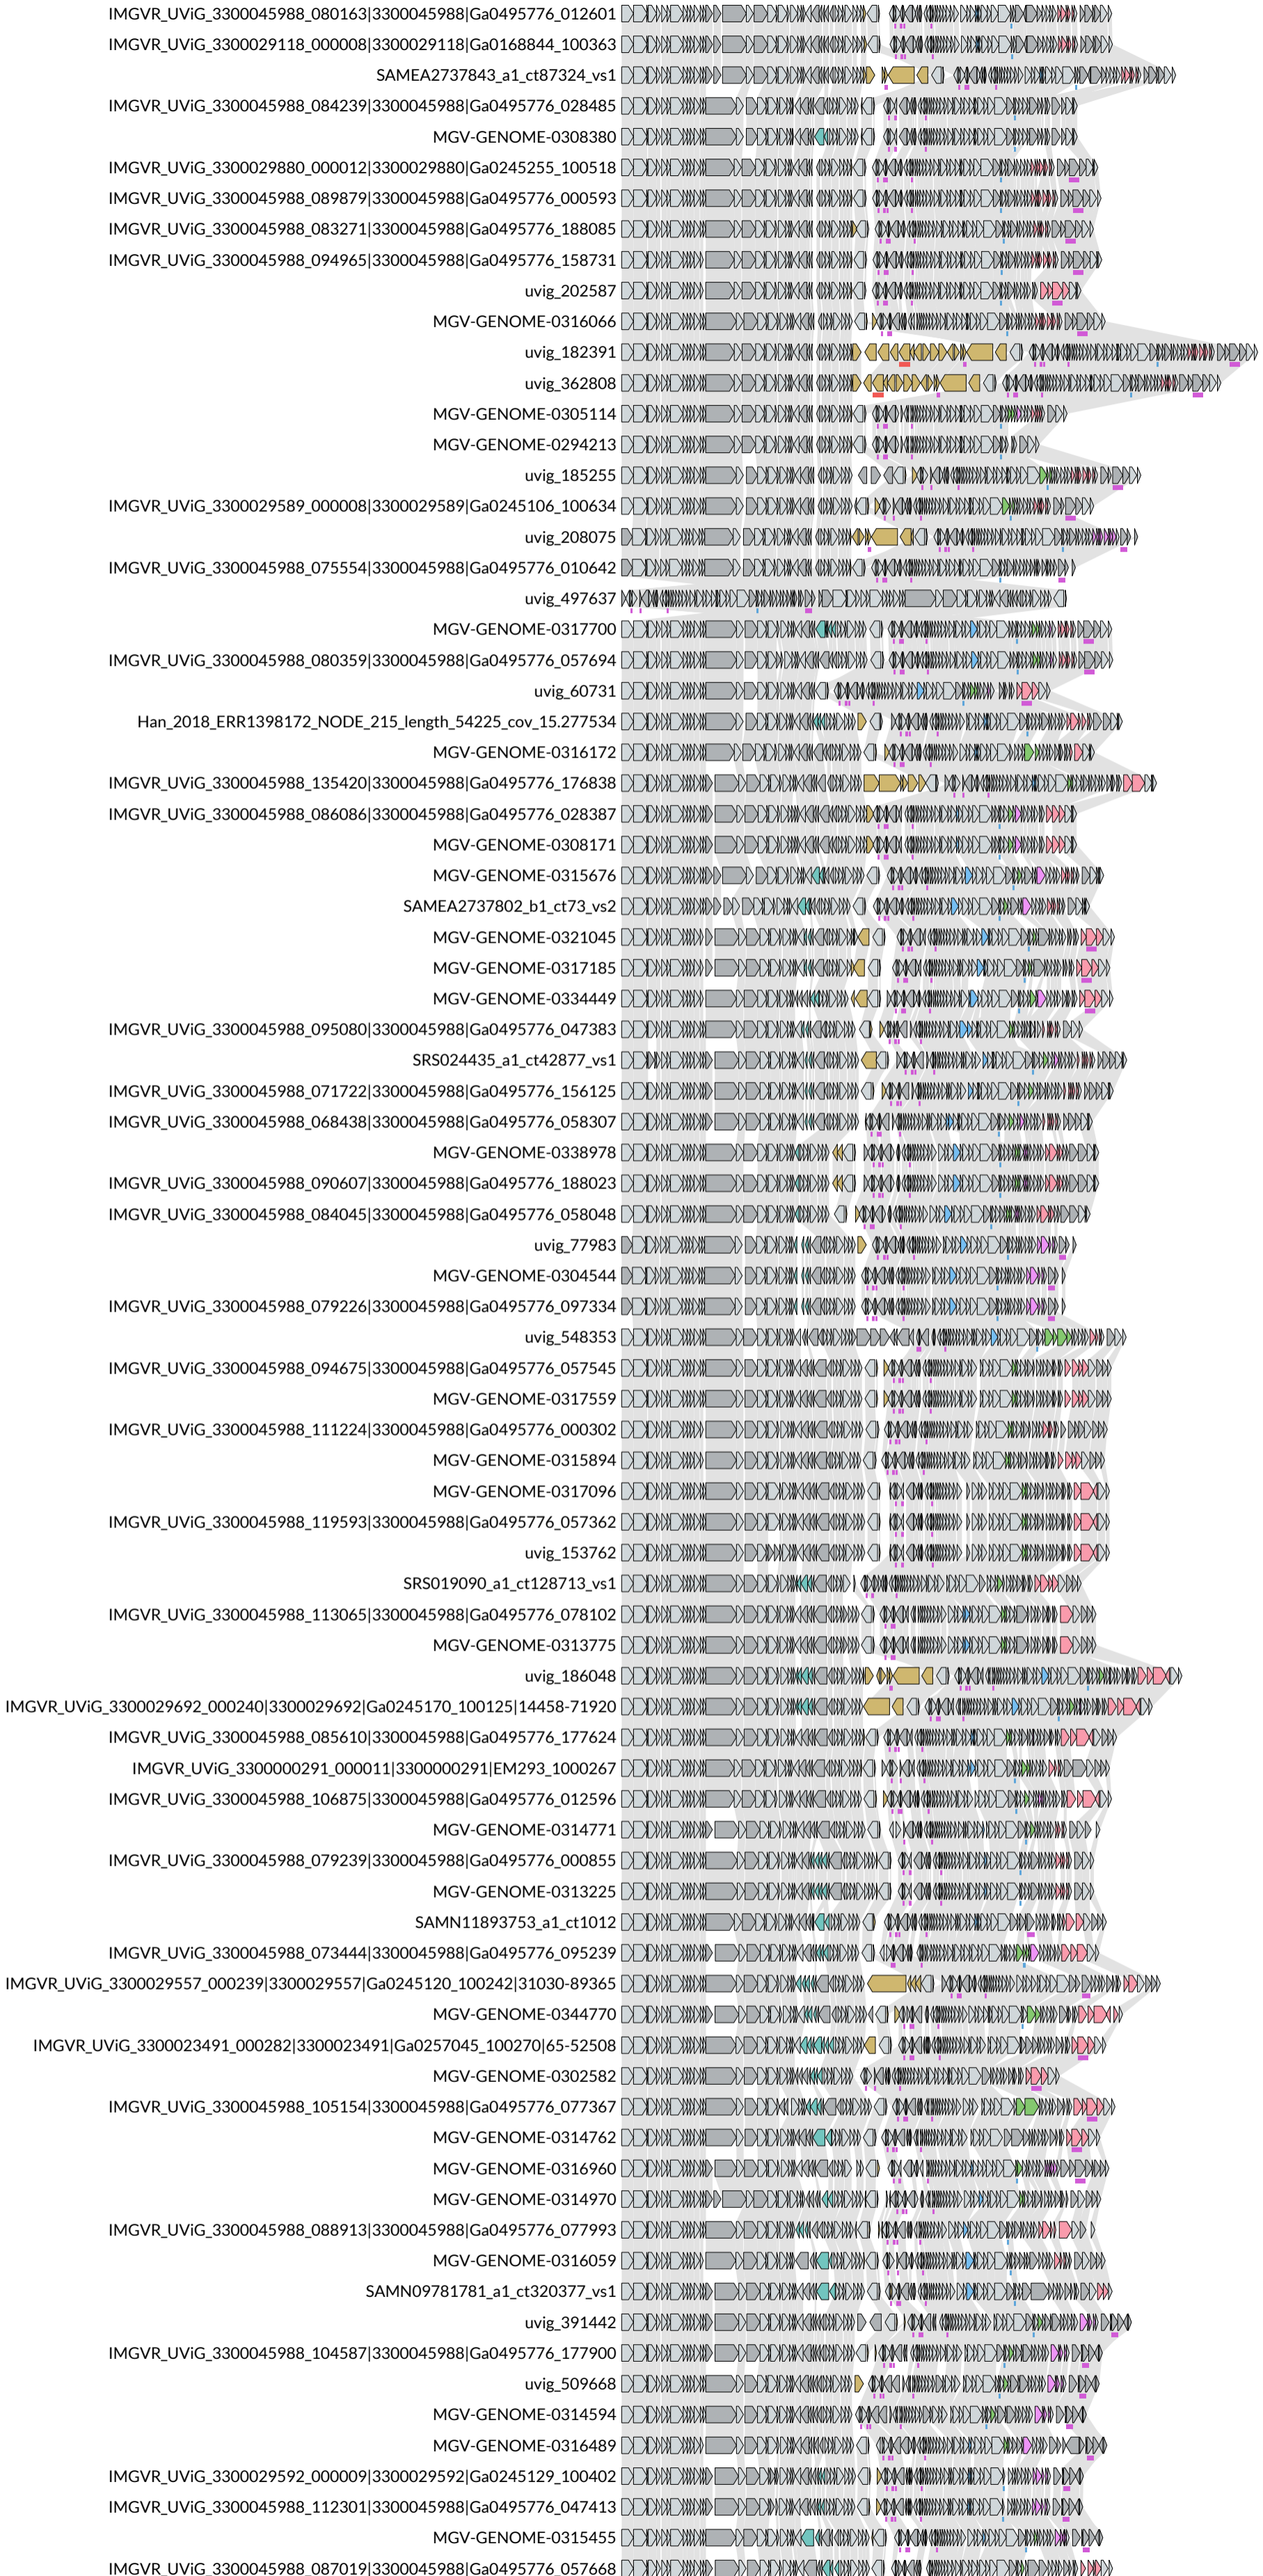 IMGVR_UViG_3300045988_080163|3300045988|Ga0495776_012601
IMGVR_UViG_3300029118_000008|3300029118|Ga0168844_100363
SAMEA2737843_a1_ct87324_vs1
IMGVR_UViG_3300045988_084239|3300045988|Ga0495776_028485
MGV-GENOME-0308380
IMGVR_UViG_3300029880_000012|3300029880|Ga0245255_100518
IMGVR_UViG_3300045988_089879|3300045988|Ga0495776_000593
IMGVR_UViG_3300045988_083271|3300045988|Ga0495776_188085
IMGVR_UViG_3300045988_094965|3300045988|Ga0495776_158731
uvig_202587
MGV-GENOME-0316066
uvig_182391
uvig_362808
MGV-GENOME-0305114
MGV-GENOME-0294213
uvig_185255
IMGVR_UViG_3300029589_000008|3300029589|Ga0245106_100634
uvig_208075
IMGVR_UViG_3300045988_075554|3300045988|Ga0495776_010642
uvig_497637
MGV-GENOME-0317700
IMGVR_UViG_3300045988_080359|3300045988|Ga0495776_057694
uvig_60731
Han_2018_ERR1398172_NODE_215_length_54225_cov_15.277534
MGV-GENOME-0316172
IMGVR_UViG_3300045988_135420|3300045988|Ga0495776_176838
IMGVR_UViG_3300045988_086086|3300045988|Ga0495776_028387
MGV-GENOME-0308171
MGV-GENOME-0315676
SAMEA2737802_b1_ct73_vs2
MGV-GENOME-0321045
MGV-GENOME-0317185
MGV-GENOME-0334449
IMGVR_UViG_3300045988_095080|3300045988|Ga0495776_047383
SRS024435_a1_ct42877_vs1
IMGVR_UViG_3300045988_071722|3300045988|Ga0495776_156125
IMGVR_UViG_3300045988_068438|3300045988|Ga0495776_058307
MGV-GENOME-0338978
IMGVR_UViG_3300045988_090607|3300045988|Ga0495776_188023
IMGVR_UViG_3300045988_084045|3300045988|Ga0495776_058048
uvig_77983
MGV-GENOME-0304544
IMGVR_UViG_3300045988_079226|3300045988|Ga0495776_097334
uvig_548353
IMGVR_UViG_3300045988_094675|3300045988|Ga0495776_057545
MGV-GENOME-0317559
IMGVR_UViG_3300045988_111224|3300045988|Ga0495776_000302
MGV-GENOME-0315894
MGV-GENOME-0317096
IMGVR_UViG_3300045988_119593|3300045988|Ga0495776_057362
uvig_153762
SRS019090_a1_ct128713_vs1
IMGVR_UViG_3300045988_113065|3300045988|Ga0495776_078102
MGV-GENOME-0313775
uvig_186048
IMGVR_UViG_3300029692_000240|3300029692|Ga0245170_100125|14458-71920
IMGVR_UViG_3300045988_085610|3300045988|Ga0495776_177624
IMGVR_UViG_3300000291_000011|3300000291|EM293_1000267
IMGVR_UViG_3300045988_106875|3300045988|Ga0495776_012596
MGV-GENOME-0314771
IMGVR_UViG_3300045988_079239|3300045988|Ga0495776_000855
MGV-GENOME-0313225
SAMN11893753_a1_ct1012
IMGVR_UViG_3300045988_073444|3300045988|Ga0495776_095239
IMGVR_UViG_3300029557_000239|3300029557|Ga0245120_100242|31030-89365
MGV-GENOME-0344770
IMGVR_UViG_3300023491_000282|3300023491|Ga0257045_100270|65-52508
MGV-GENOME-0302582
IMGVR_UViG_3300045988_105154|3300045988|Ga0495776_077367
MGV-GENOME-0314762
MGV-GENOME-0316960
MGV-GENOME-0314970
IMGVR_UViG_3300045988_088913|3300045988|Ga0495776_077993
MGV-GENOME-0316059
SAMN09781781_a1_ct320377_vs1
uvig_391442
IMGVR_UViG_3300045988_104587|3300045988|Ga0495776_177900
uvig_509668
MGV-GENOME-0314594
MGV-GENOME-0316489
IMGVR_UViG_3300029592_000009|3300029592|Ga0245129_100402
IMGVR_UViG_3300045988_112301|3300045988|Ga0495776_047413
MGV-GENOME-0315455
IMGVR_UViG_3300045988_087019|3300045988|Ga0495776_057668